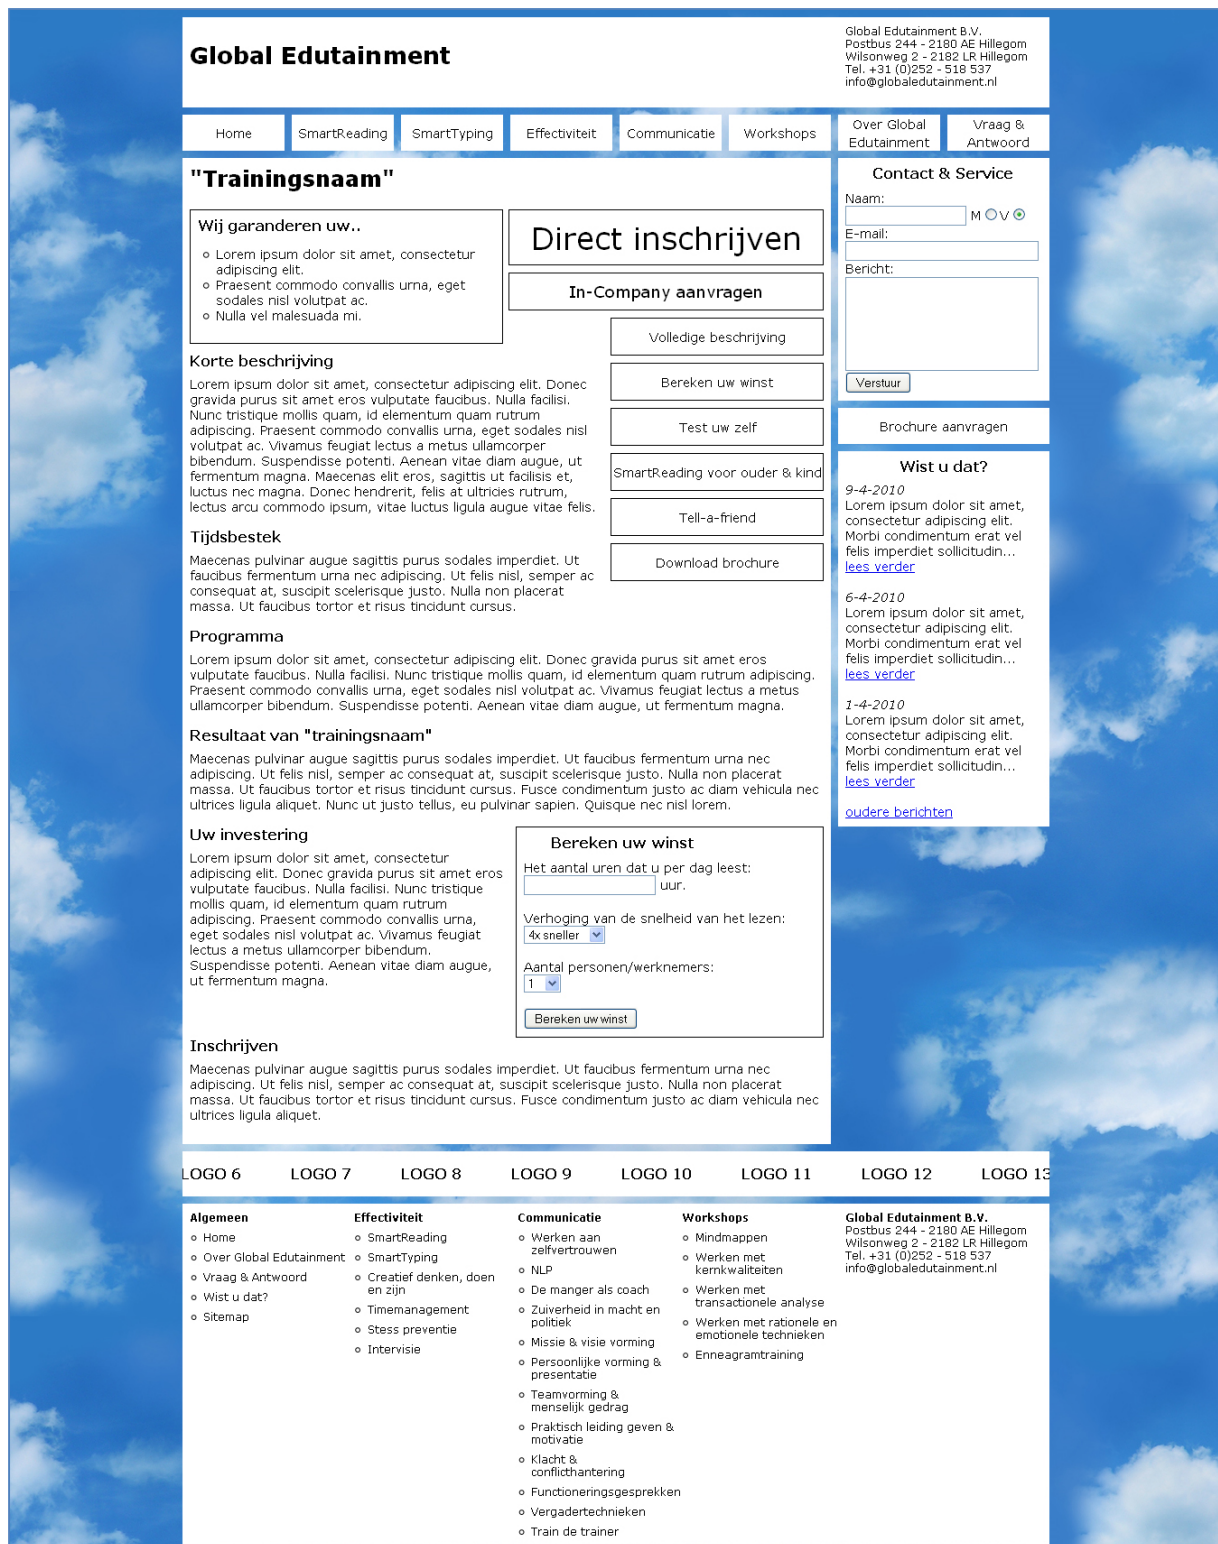 Global Edutainment
Global Edutainment B.V.
Postbus 244 - 2180 AE Hillegom
Wilsonweg 2 - 2182 LR Hillegom
Tel. +31 (0)252 - 518 537
info@globaledutainment.nl
Home
SmartReading
SmartTyping
Effectiviteit
Communicatie
Workshops
Over Global
Edutainment
Vraag &
Antwoord
"Trainingsnaam"
Wij garanderen uw..
Lorem ipsum dolor sit amet, consectetur
adipiscing elit.
Praesent commodo convallis urna, eget
sodales nisl volutpat ac.
Nulla vel malesuada mi.
Direct inschrijven
In-Company aanvragen
Volledige beschrijving
Bereken uw winst
Test uw zelf
SmartReading voor ouder & kind
Tell-a-friend
Download brochure
Korte beschrijving
Lorem ipsum dolor sit amet, consectetur adipiscing elit. Donec
gravida purus sit amet eros vulputate faucibus. Nulla facilisi.
Nunc tristique mollis quam, id elementum quam rutrum
adipiscing. Praesent commodo convallis urna, eget sodales nisl
volutpat ac. Vivamus feugiat lectus a metus ullamcorper
bibendum. Suspendisse potenti. Aenean vitae diam augue, ut
fermentum magna. Maecenas elit eros, sagittis ut facilisis et,
luctus nec magna. Donec hendrerit, felis at ultricies rutrum,
lectus arcu commodo ipsum, vitae luctus ligula augue vitae felis.
Tijdsbestek
Maecenas pulvinar augue sagittis purus sodales imperdiet. Ut
faucibus fermentum urna nec adipiscing. Ut felis nisl, semper ac
consequat at, suscipit scelerisque justo. Nulla non placerat
massa. Ut faucibus tortor et risus tincidunt cursus.
Programma
Lorem ipsum dolor sit amet, consectetur adipiscing elit. Donec gravida purus sit amet eros
vulputate faucibus. Nulla facilisi. Nunc tristique mollis quam, id elementum quam rutrum adipiscing.
Praesent commodo convallis urna, eget sodales nisl volutpat ac. Vivamus feugiat lectus a metus
ullamcorper bibendum. Suspendisse potenti. Aenean vitae diam augue, ut fermentum magna.
Resultaat van "trainingsnaam"
Maecenas pulvinar augue sagittis purus sodales imperdiet. Ut faucibus fermentum urna nec
adipiscing. Ut felis nisl, semper ac consequat at, suscipit scelerisque justo. Nulla non placerat
massa. Ut faucibus tortor et risus tincidunt cursus. Fusce condimentum justo ac diam vehicula nec
ultrices ligula aliquet. Nunc ut justo tellus, eu pulvinar sapien. Quisque nec nisl lorem.
Uw investering
Lorem ipsum dolor sit amet, consectetur
adipiscing elit. Donec gravida purus sit amet eros
vulputate faucibus. Nulla facilisi. Nunc tristique
mollis quam, id elementum quam rutrum
adipiscing. Praesent commodo convallis urna,
eget sodales nisl volutpat ac. Vivamus feugiat
lectus a metus ullamcorper bibendum.
Suspendisse potenti. Aenean vitae diam augue,
ut fermentum magna.
Bereken uw winst
Het aantal uren dat u per dag leest:
uur.
Verhoging van de snelheid van het lezen:
4x sneller
Aantal personen/werknemers:
1
Bereken uw winst
Inschrijven
Maecenas pulvinar augue sagittis purus sodales imperdiet. Ut faucibus fermentum urna nec
adipiscing. Ut felis nisl, semper ac consequat at, suscipit scelerisque justo. Nulla non placerat
massa. Ut faucibus tortor et risus tincidunt cursus. Fusce condimentum justo ac diam vehicula nec
ultrices ligula aliquet.
Contact & Service
Naam:
M V
E-mail:
Bericht:
Verstuur
Brochure aanvragen
Wist u dat?
9-4-2010
Lorem ipsum dolor sit amet,
consectetur adipiscing elit.
Morbi condimentum erat vel
felis imperdiet sollicitudin...
lees verder
6-4-2010
Lorem ipsum dolor sit amet,
consectetur adipiscing elit.
Morbi condimentum erat vel
felis imperdiet sollicitudin...
lees verder
1-4-2010
Lorem ipsum dolor sit amet,
consectetur adipiscing elit.
Morbi condimentum erat vel
felis imperdiet sollicitudin...
lees verder
oudere berichten
LOGO 6 LOGO 7 LOGO 8 LOGO 9 LOGO 10 LOGO 11 LOGO 12 LOGO 13
Algemeen
Home
Over Global Edutainment
Vraag & Antwoord
Wist u dat?
Sitemap
Effectiviteit
SmartReading
SmartTyping
Creatief denken, doen
en zijn
Timemanagement
Stess preventie
Intervisie
Communicatie
Werken aan
zelfvertrouwen
NLP
De manger als coach
Zuiverheid in macht en
politiek
Missie & visie vorming
Persoonlijke vorming &
presentatie
Teamvorming &
menselijk gedrag
Praktisch leiding geven &
motivatie
Klacht &
conflicthantering
Functioneringsgesprekken
Vergadertechnieken
Train de trainer
Workshops
Mindmappen
Werken met
kernkwaliteiten
Werken met
transactionele analyse
Werken met rationele en
emotionele technieken
Enneagramtraining
Global Edutainment B.V.
Postbus 244 - 2180 AE Hillegom
Wilsonweg 2 - 2182 LR Hillegom
Tel. +31 (0)252 - 518 537
info@globaledutainment.nl